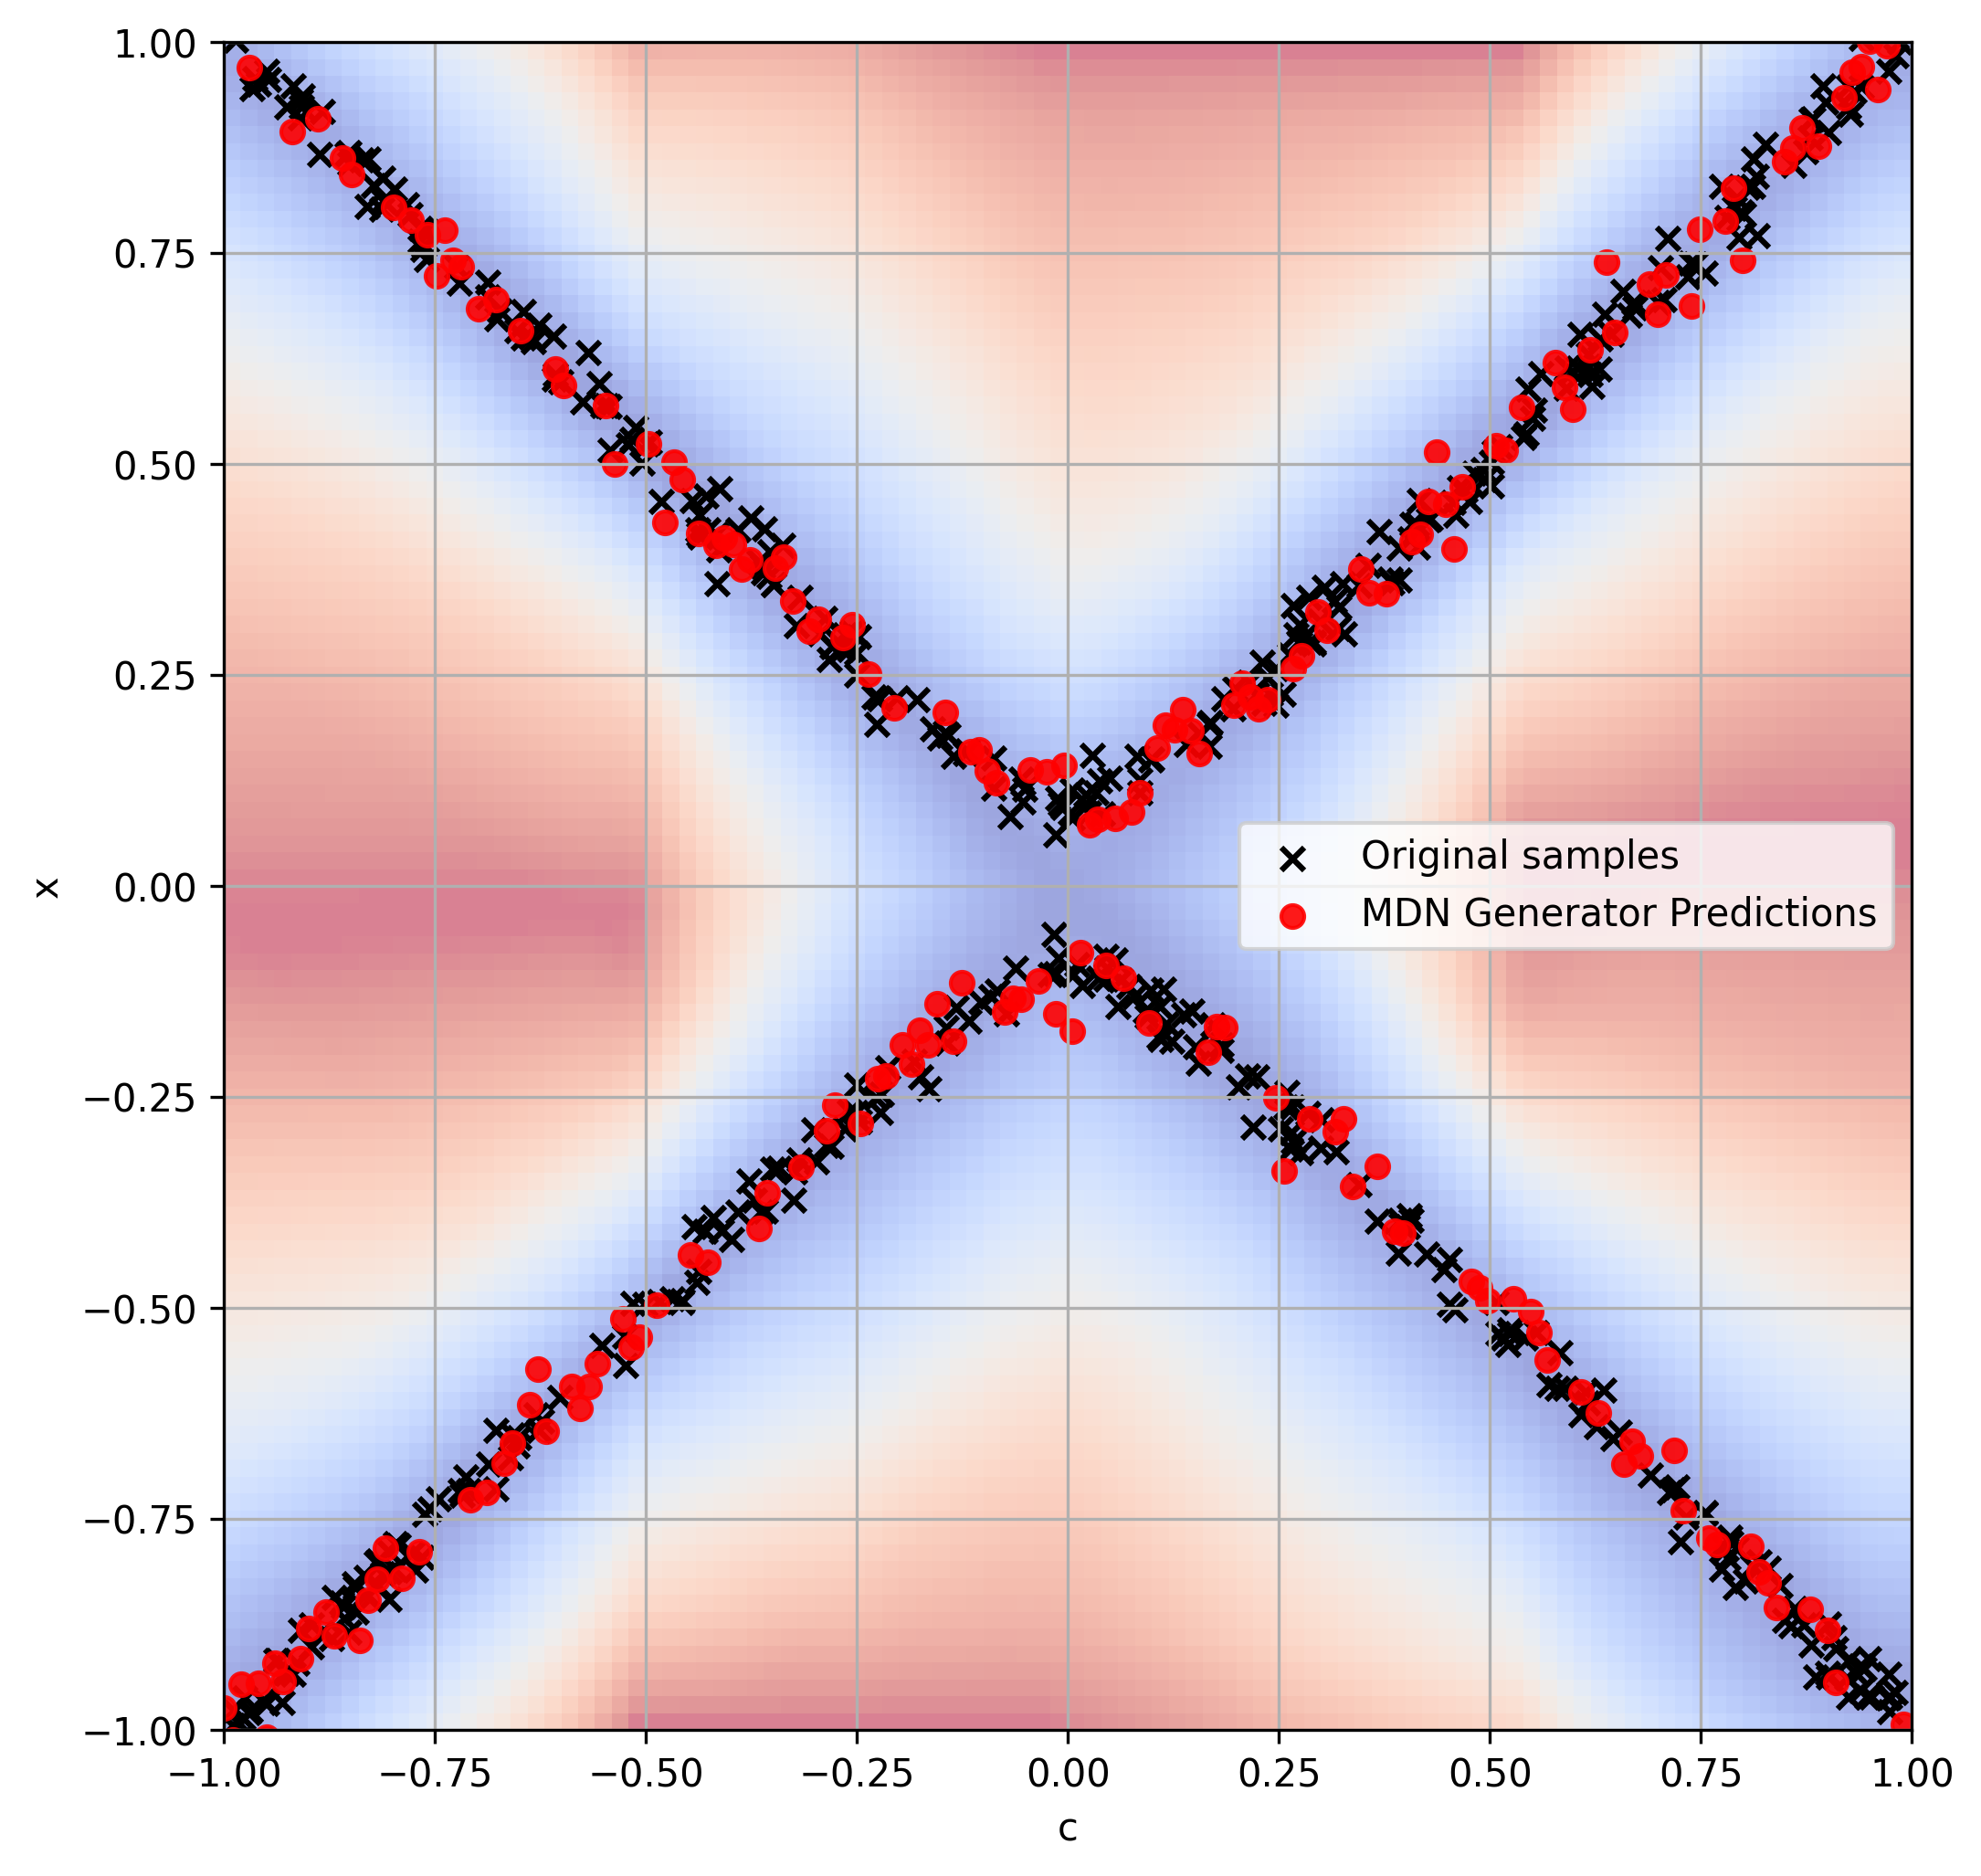 1.00
0.75
0.50
0.25
0.00
−0.25
−0.50
−0.75
−1.00
x
Original samples
MDN Generator Predictions
−1.00 −0.75 −0.50 −0.25 0.00 0.25 0.50 0.75 1.00
c